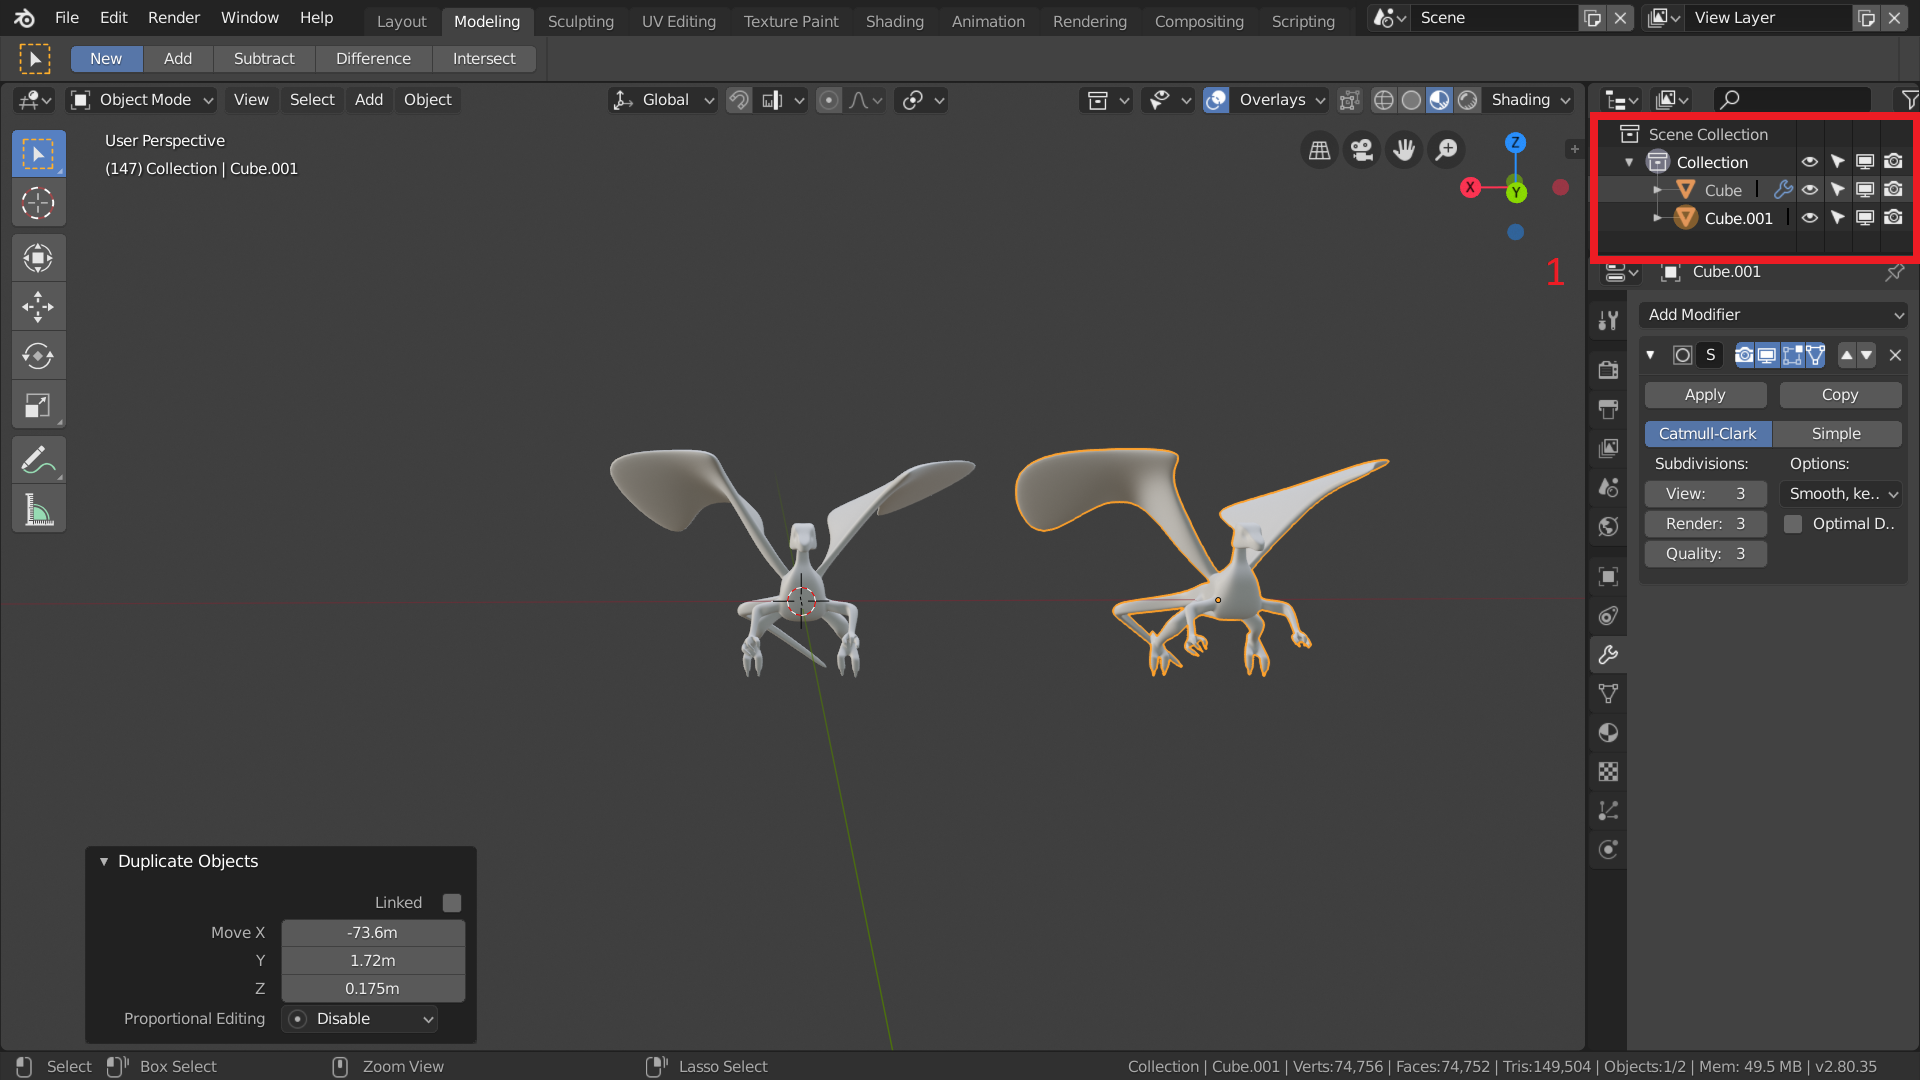 File Edit Render Window Help Layout Modeling Sculpting UV Editing Texture Paint Shading Animation Rendering Compositing Scripting Scene View Layer
New Add Subtract Difference Intersect
Object Mode View Select Add Object Global Overlays Shading
User Perspective
(147) Collection | Cube.001
Z
X
Y
Scene Collection
Collection
Cube
Cube.001
1
Cube.001
Add Modifier
S
Apply Copy
Catmull-Clark Simple
Subdivisions: Options:
View: 3 Smooth, ke..
Render: 3 Optimal D..
Quality: 3
Duplicate Objects
Linked
Move X -73.6m
Y 1.72m
Z 0.175m
Proportional Editing Disable
Select Box Select Zoom View Lasso Select Collection | Cube.001 | Verts:74,756 | Faces:74,752 | Tris:149,504 | Objects:1/2 | Mem: 49.5 MB | v2.80.35